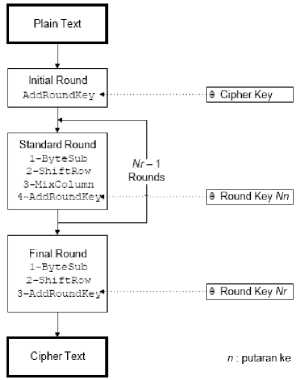 Plain Text
Initial Round
AddRoundKey
Cipher Key
Standard Round
1-ByteSub
2-ShiftRow
3-MixColumn
4-AddRoundKey
Nr – 1
Rounds
Round Key Nn
Final Round
1-ByteSub
2-ShiftRow
3-AddRoundKey
Round Key Nr
Cipher Text
n : putaran ke